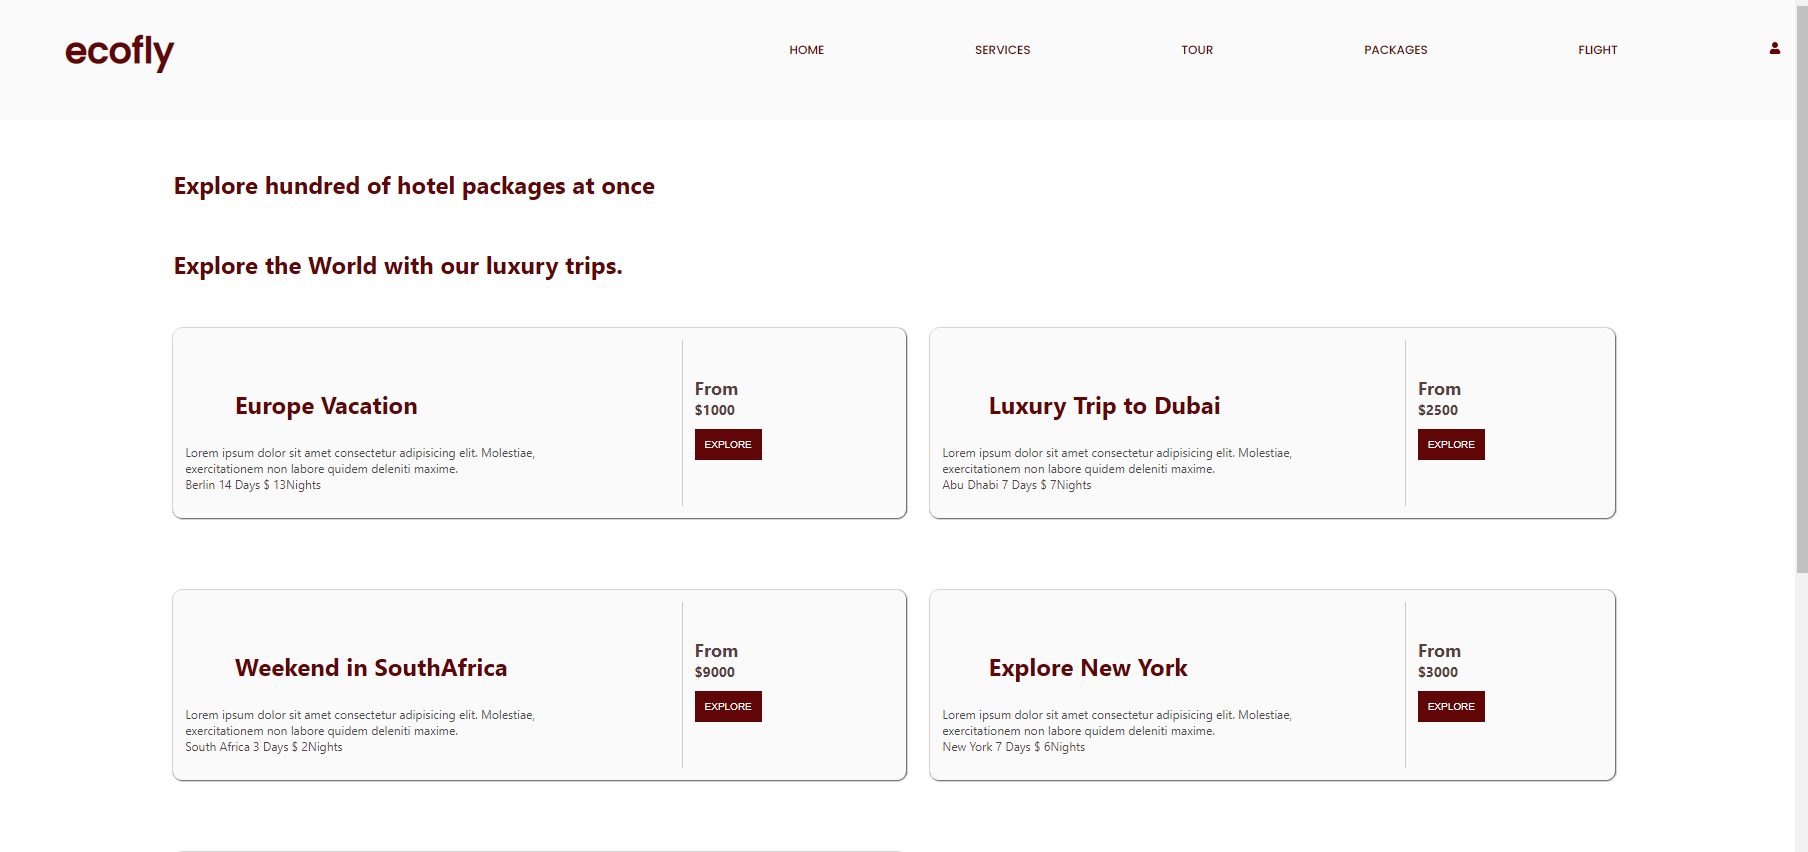 ecofly
HOME
SERVICES
TOUR
PACKAGES
FLIGHT
Explore hundred of hotel packages at once
Explore the World with our luxury trips.
Europe Vacation
Lorem ipsum dolor sit amet consectetur adipisicing elit. Molestiae,
exercitationem non labore quidem deleniti maxime.
Berlin 14 Days $ 13Nights
From
$1000
EXPLORE
Luxury Trip to Dubai
Lorem ipsum dolor sit amet consectetur adipisicing elit. Molestiae,
exercitationem non labore quidem deleniti maxime.
Abu Dhabi 7 Days $ 7Nights
From
$2500
EXPLORE
Weekend in SouthAfrica
Lorem ipsum dolor sit amet consectetur adipisicing elit. Molestiae,
exercitationem non labore quidem deleniti maxime.
South Africa 3 Days $ 2Nights
From
$9000
EXPLORE
Explore New York
Lorem ipsum dolor sit amet consectetur adipisicing elit. Molestiae,
exercitationem non labore quidem deleniti maxime.
New York 7 Days $ 6Nights
From
$3000
EXPLORE